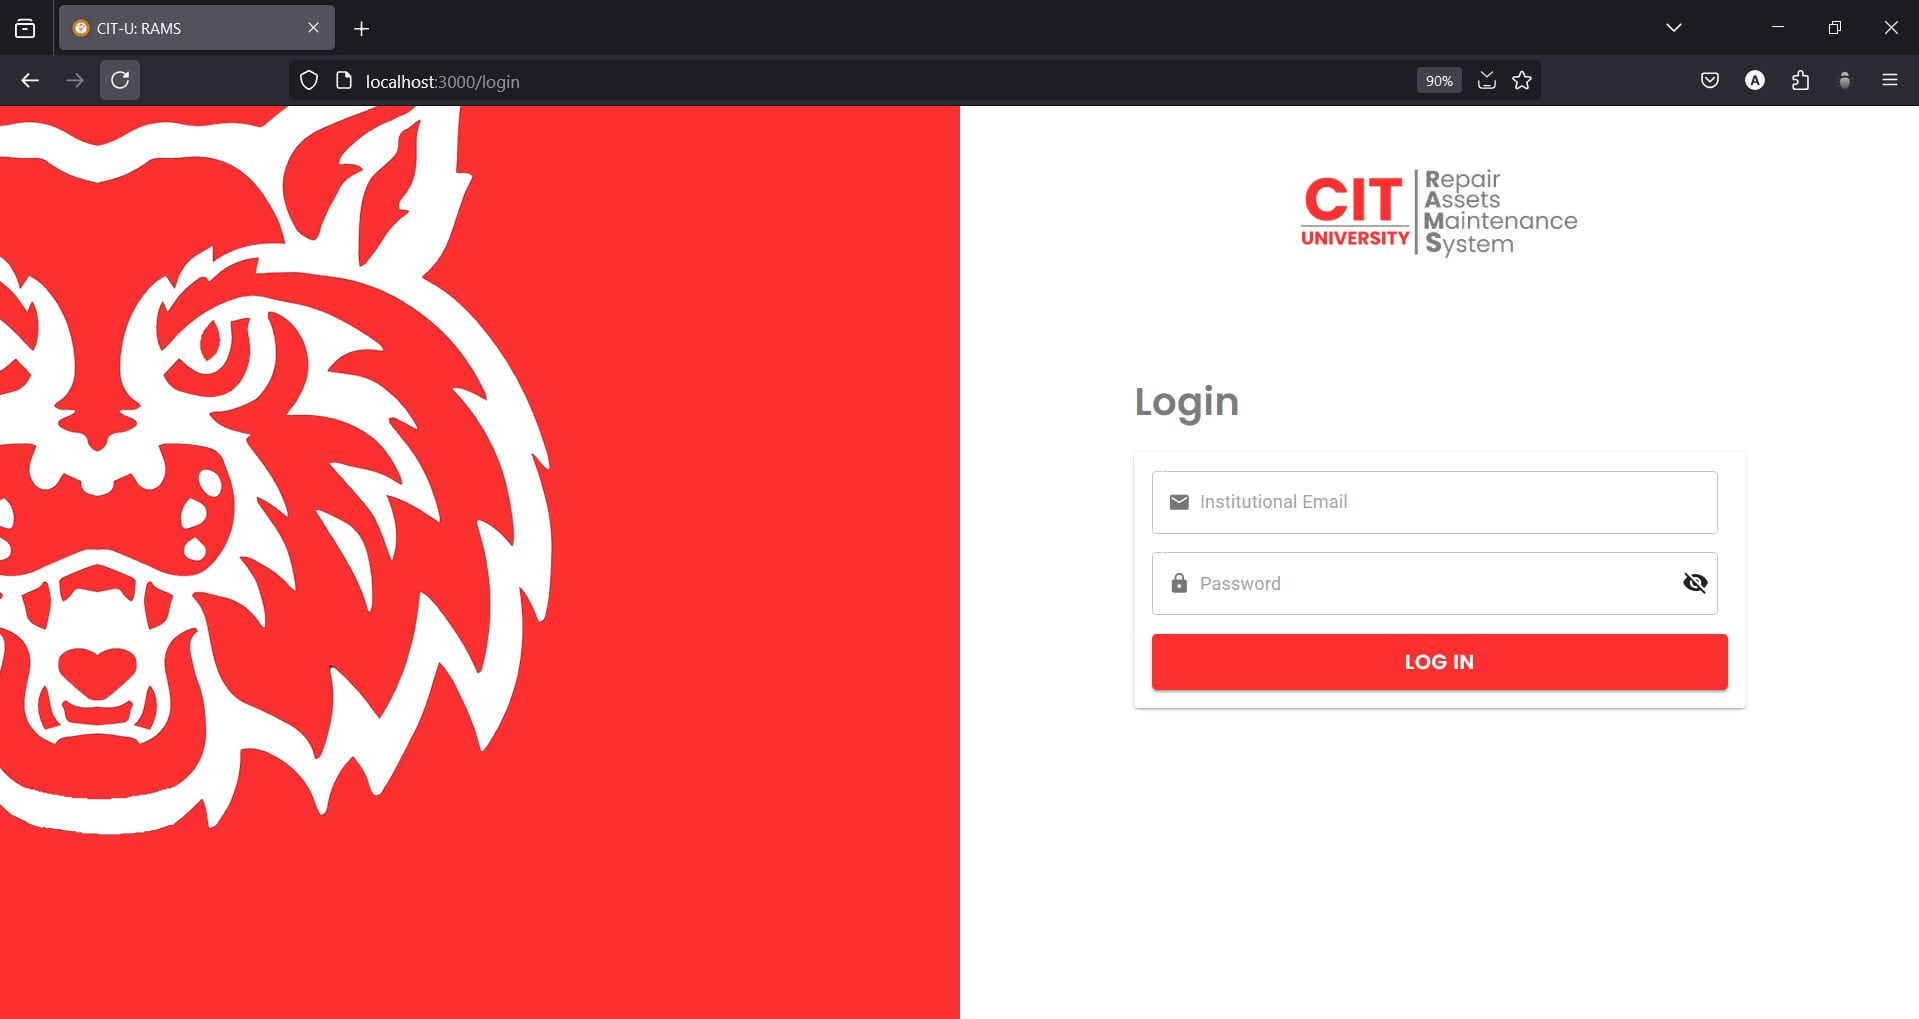 CIT-U: RAMS
localhost:3000/login
90%
A
CIT
UNIVERSITY
Repair
Assets
Maintenance
System
Login
Institutional Email
Password
LOG IN